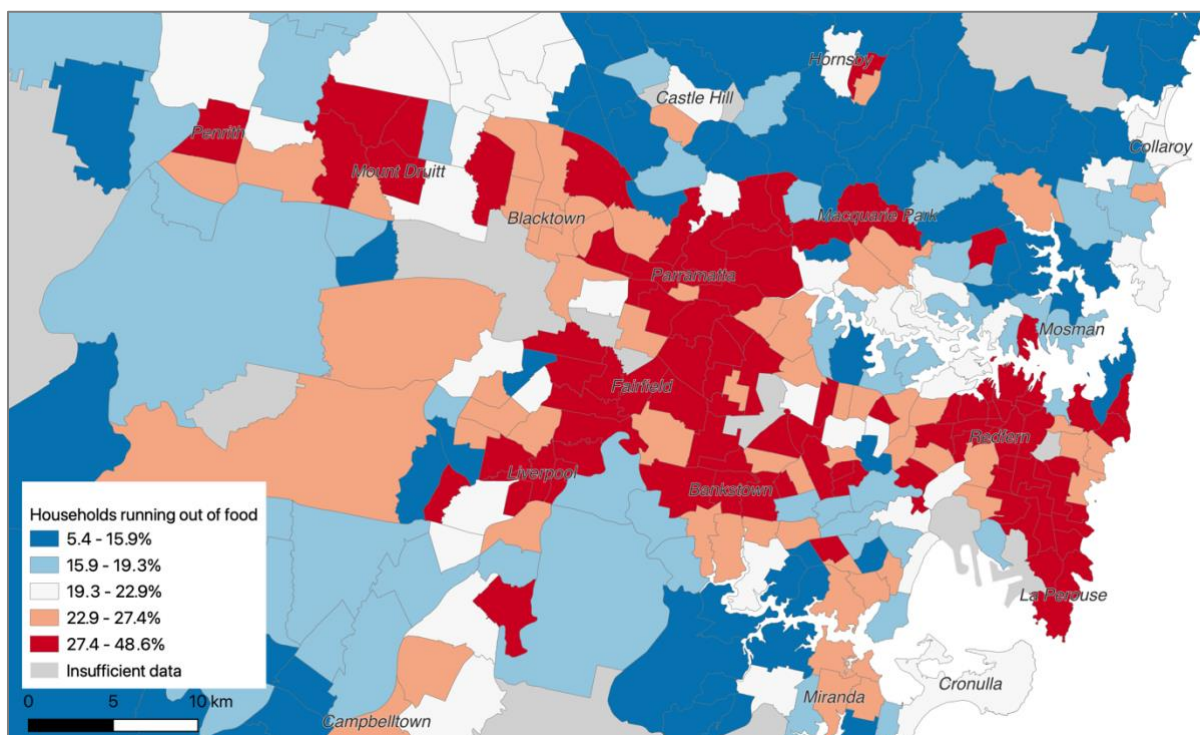 Hornsby
Castle Hill
Penrith
Collaroy
Mount Druitt
Blacktown
Macquarie Park
Parramatta
Mosman
Fairfield
Redfern
Liverpool
Bankstown
La Perouse
Cronulla
Miranda
Campbelltown
Households running out of food
5.4 - 15.9%
15.9 - 19.3%
19.3 - 22.9%
22.9 - 27.4%
27.4 - 48.6%
Insufficient data
0 5 10 km